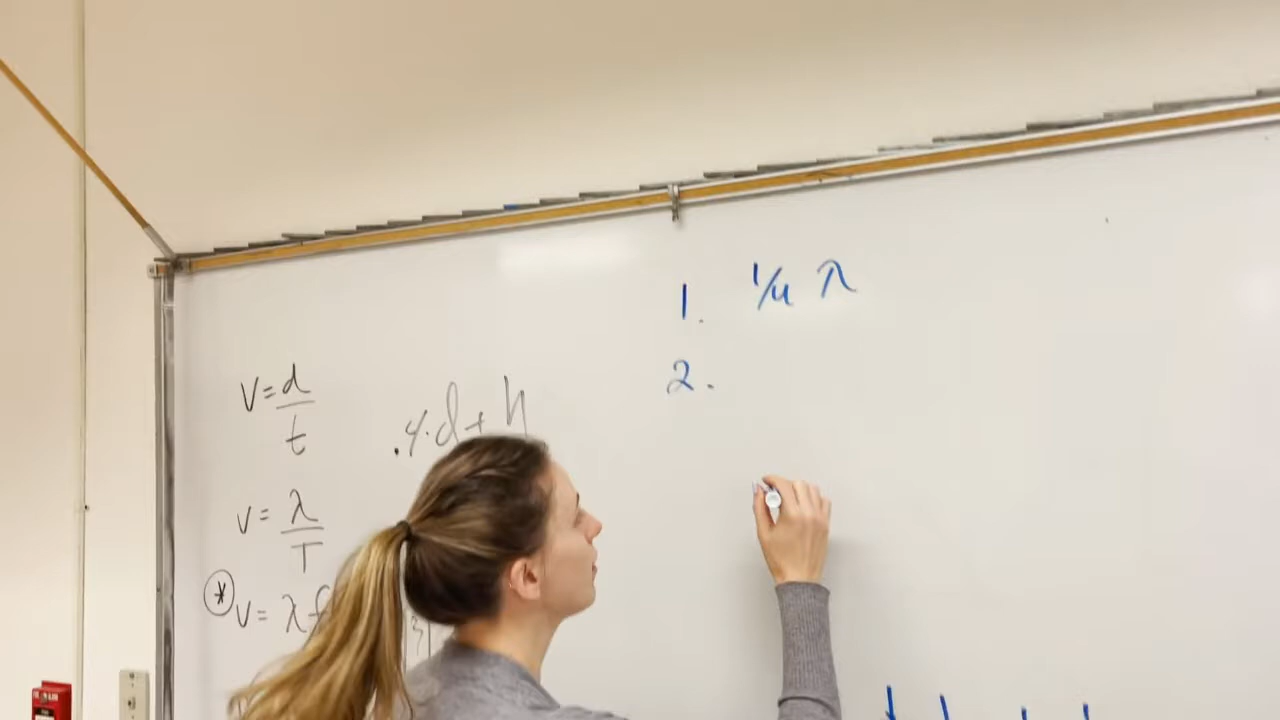 V = d/t
V = λ/T
* V = λf
1. 1/4 λ
2.